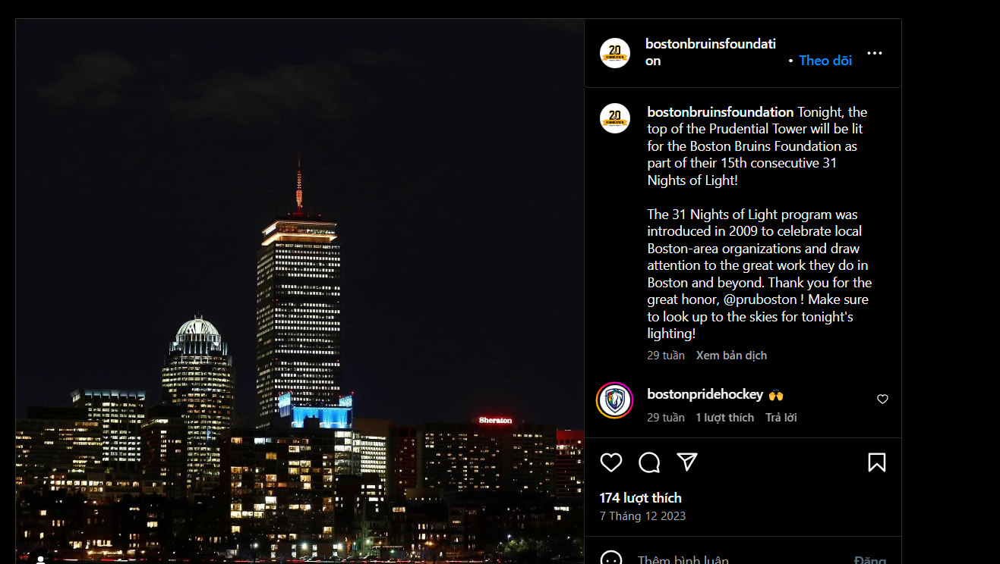 bostonbruinsfoundati
on
• Theo dõi
20
FOUNDATION
bostonbruinsfoundation Tonight, the
top of the Prudential Tower will be lit
for the Boston Bruins Foundation as
part of their 15th consecutive 31
Nights of Light!
The 31 Nights of Light program was
introduced in 2009 to celebrate local
Boston-area organizations and draw
attention to the great work they do in
Boston and beyond. Thank you for the
great honor, @pruboston ! Make sure
to look up to the skies for tonight's
lighting!
29 tuần Xem bản dịch
20
FOUNDATION
bostonpridehockey 🙌
29 tuần 1 lượt thích Trả lời
Sheraton
174 lượt thích
7 Tháng 12 2023
Thêm bình luận
Đăng